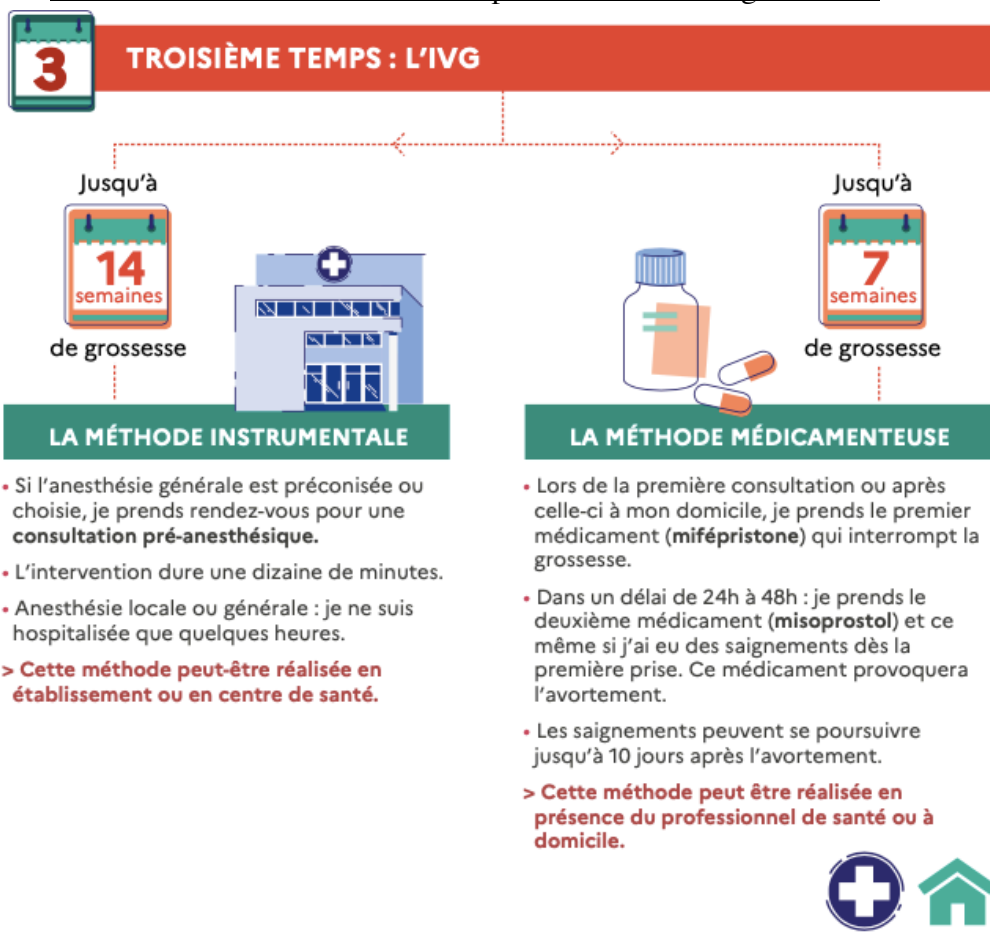 3
TROISIÈME TEMPS : L'IVG
Jusqu'à
14
semaines
de grossesse
LA MÉTHODE INSTRUMENTALE
• Si l'anesthésie générale est préconisée ou
choisie, je prends rendez-vous pour une
consultation pré-anesthésique.
• L'intervention dure une dizaine de minutes.
• Anesthésie locale ou générale : je ne suis
hospitalisée que quelques heures.
> Cette méthode peut-être réalisée en
établissement ou en centre de santé.
Jusqu'à
7
semaines
de grossesse
LA MÉTHODE MÉDICAMENTEUSE
• Lors de la première consultation ou après
celle-ci à mon domicile, je prends le premier
médicament (mifépristone) qui interrompt la
grossesse.
• Dans un délai de 24h à 48h : je prends le
deuxième médicament (misoprostol) et ce
même si j'ai eu des saignements dès la
première prise. Ce médicament provoquera
l'avortement.
• Les saignements peuvent se poursuivre
jusqu'à 10 jours après l'avortement.
> Cette méthode peut être réalisée en
présence du professionnel de santé ou à
domicile.